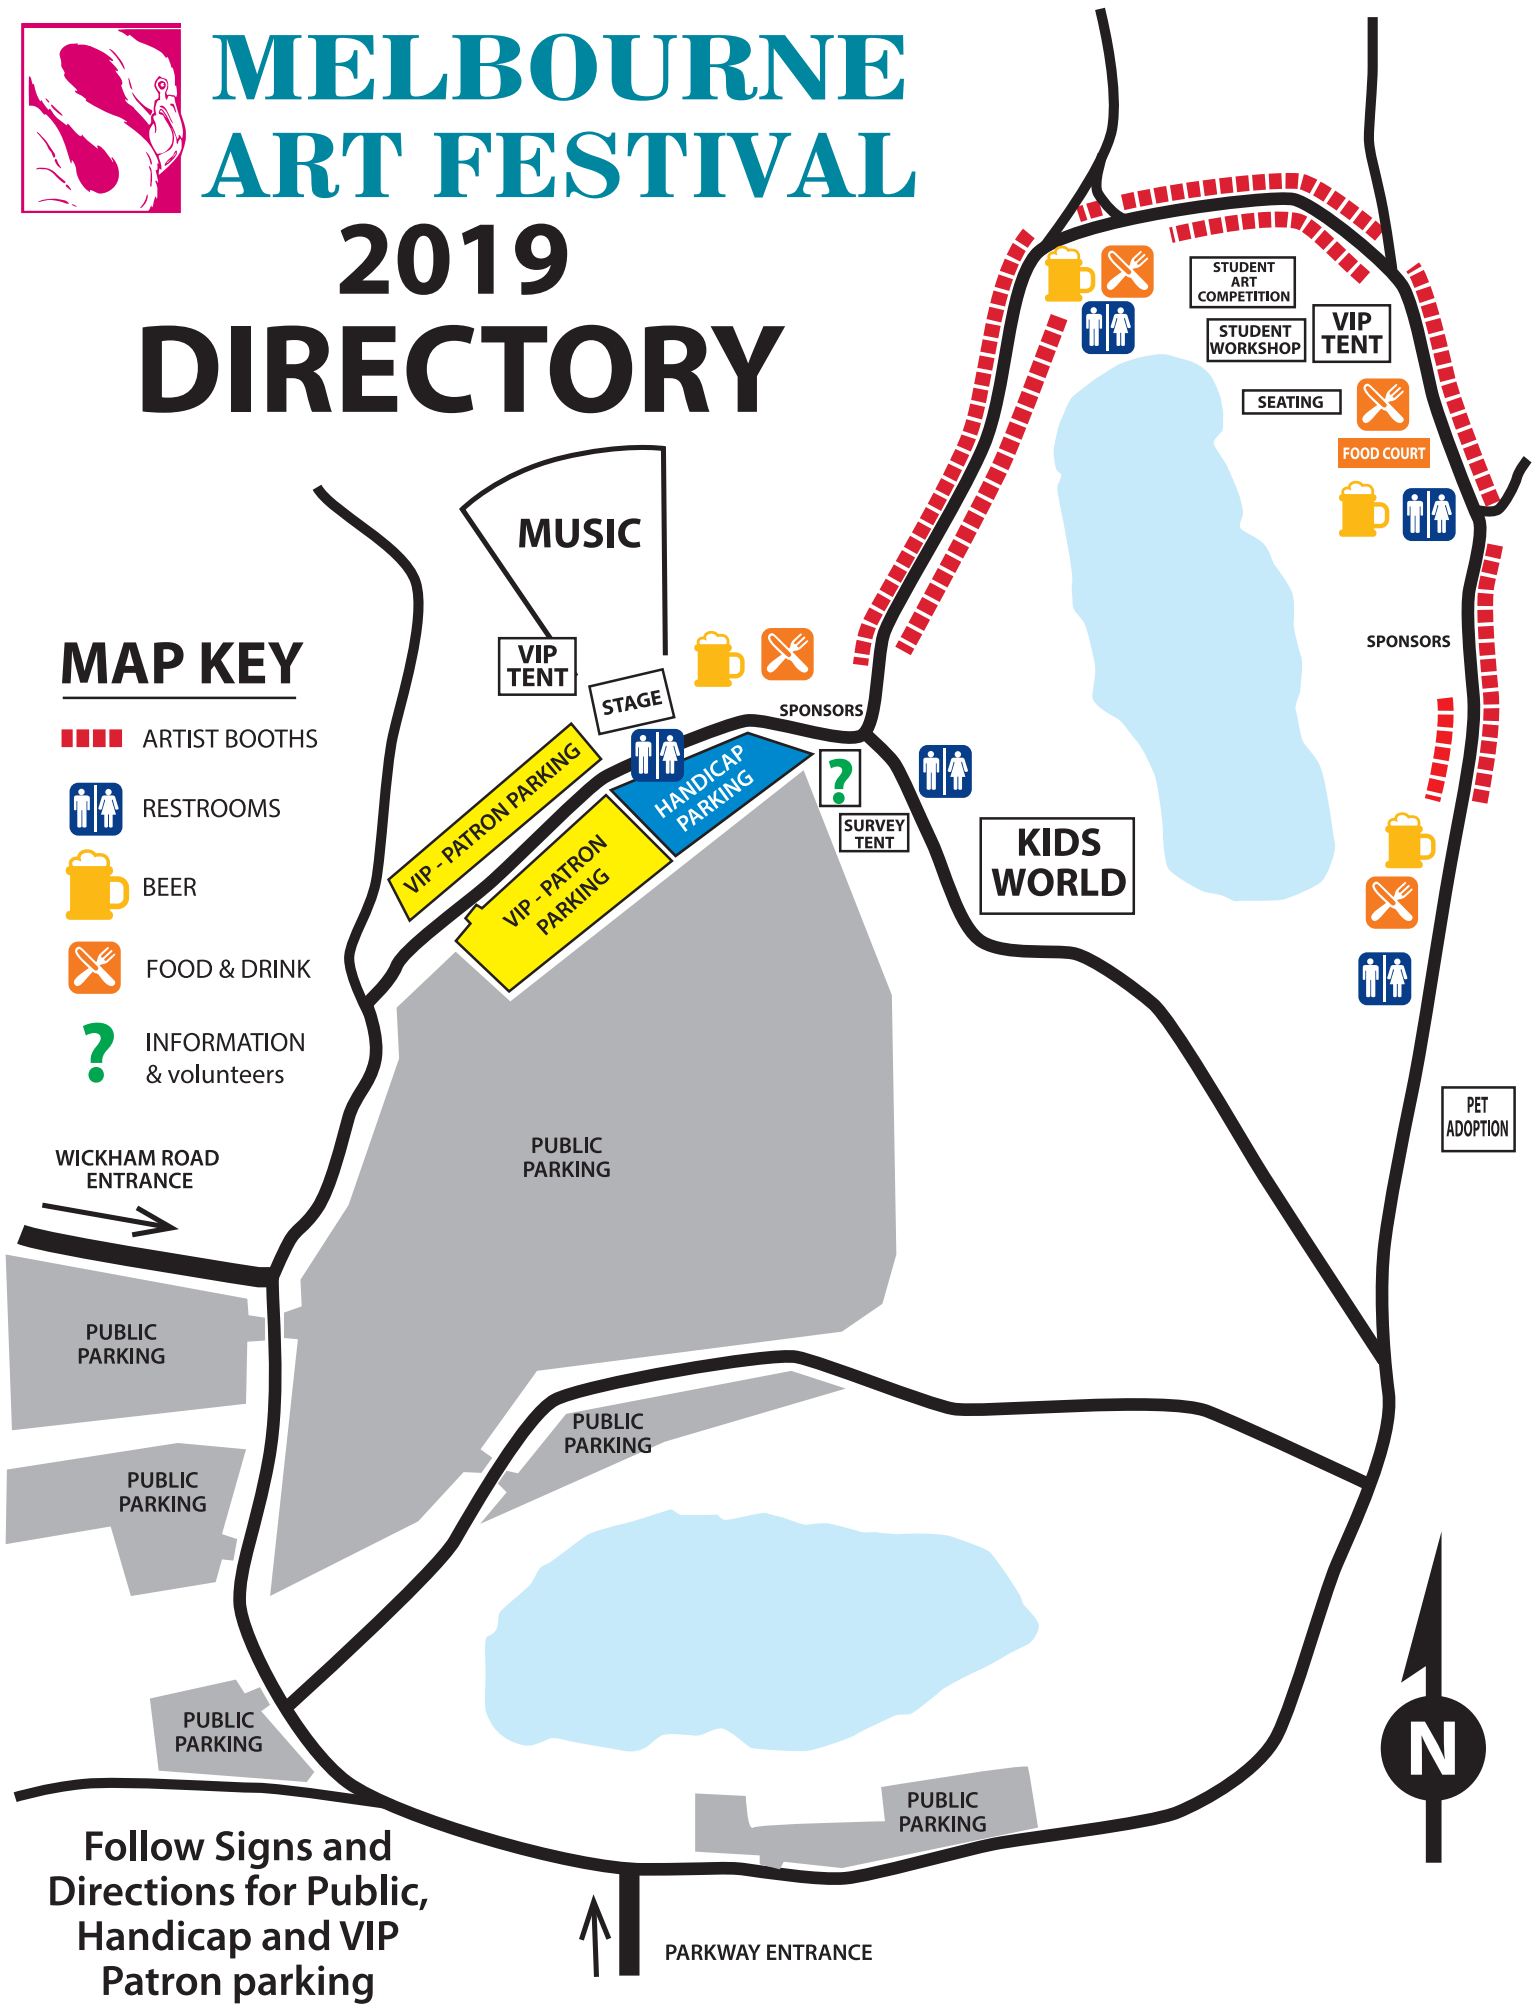 MELBOURNE
ART FESTIVAL
2019
DIRECTORY
STUDENT
ART
COMPETITION
STUDENT
WORKSHOP
VIP
TENT
SEATING
FOOD COURT
MUSIC
VIP
TENT
STAGE
SPONSORS
SPONSORS
MAP KEY
ARTIST BOOTHS
RESTROOMS
BEER
FOOD & DRINK
?
INFORMATION
& volunteers
VIP - PATRON PARKING
HANDICAP
PARKING
VIP - PATRON
PARKING
?
SURVEY
TENT
KIDS
WORLD
PET
ADOPTION
WICKHAM ROAD
ENTRANCE
PUBLIC
PARKING
PUBLIC
PARKING
PUBLIC
PARKING
PUBLIC
PARKING
PUBLIC
PARKING
PUBLIC
PARKING
N
Follow Signs and
Directions for Public,
Handicap and VIP
Patron parking
PARKWAY ENTRANCE